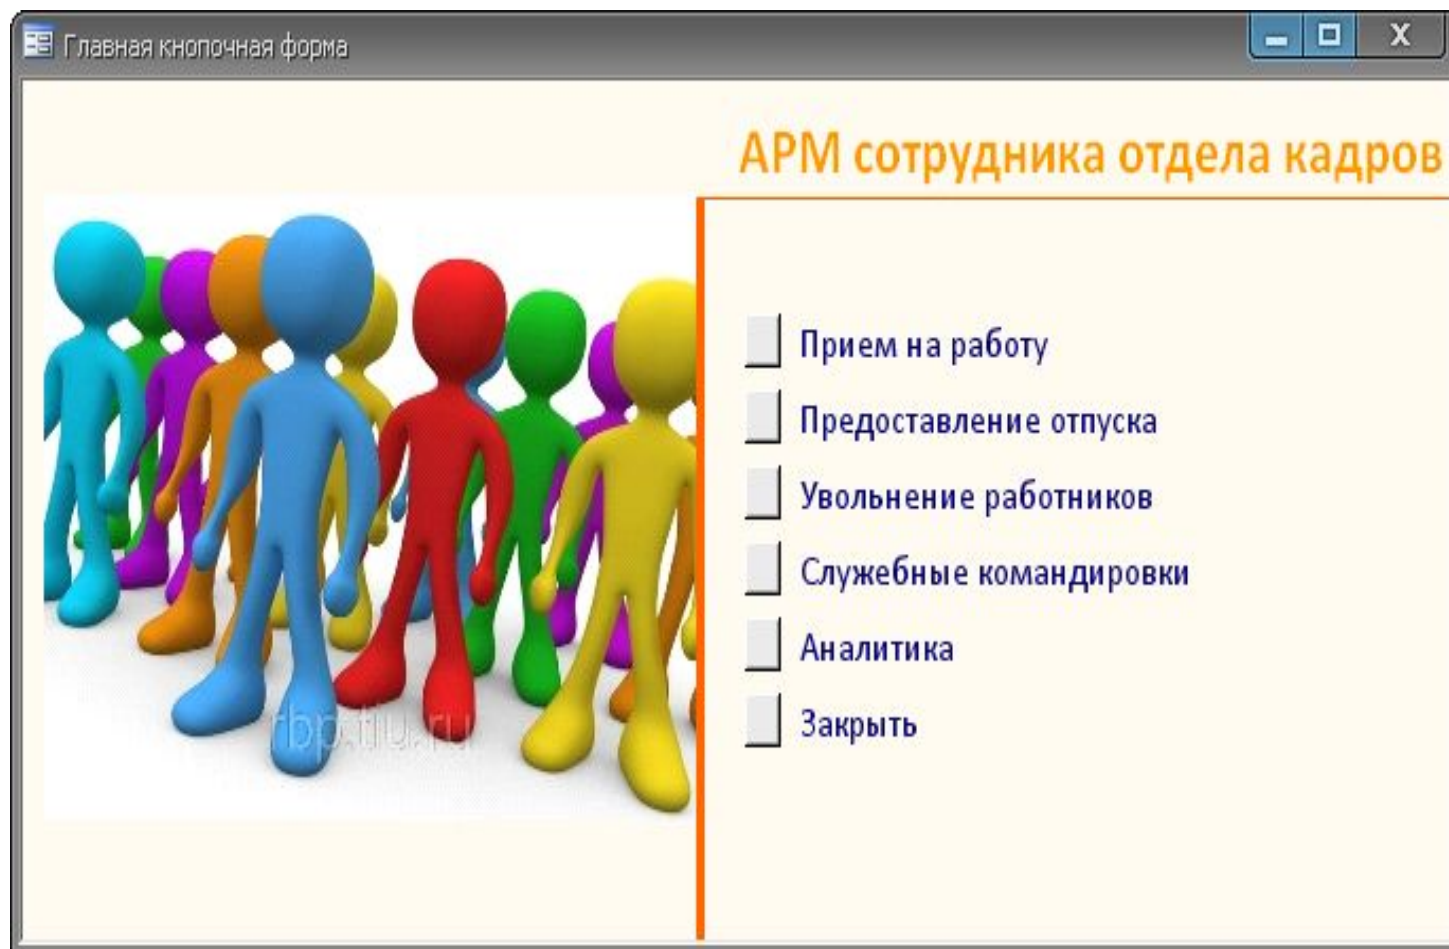 Главная кнопочная форма
АРМ сотрудника отдела кадров
Прием на работу
Предоставление отпуска
Увольнение работников
Служебные командировки
Аналитика
Закрыть
rbp.tiu.ru